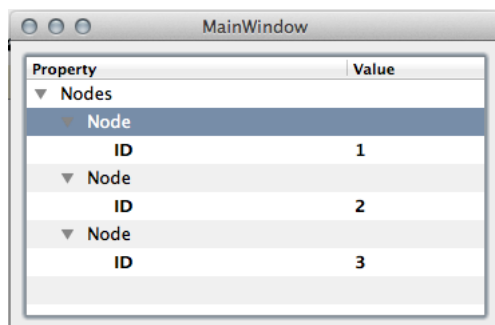 MainWindow
Property Value
Nodes
Node
ID 1
Node
ID 2
Node
ID 3